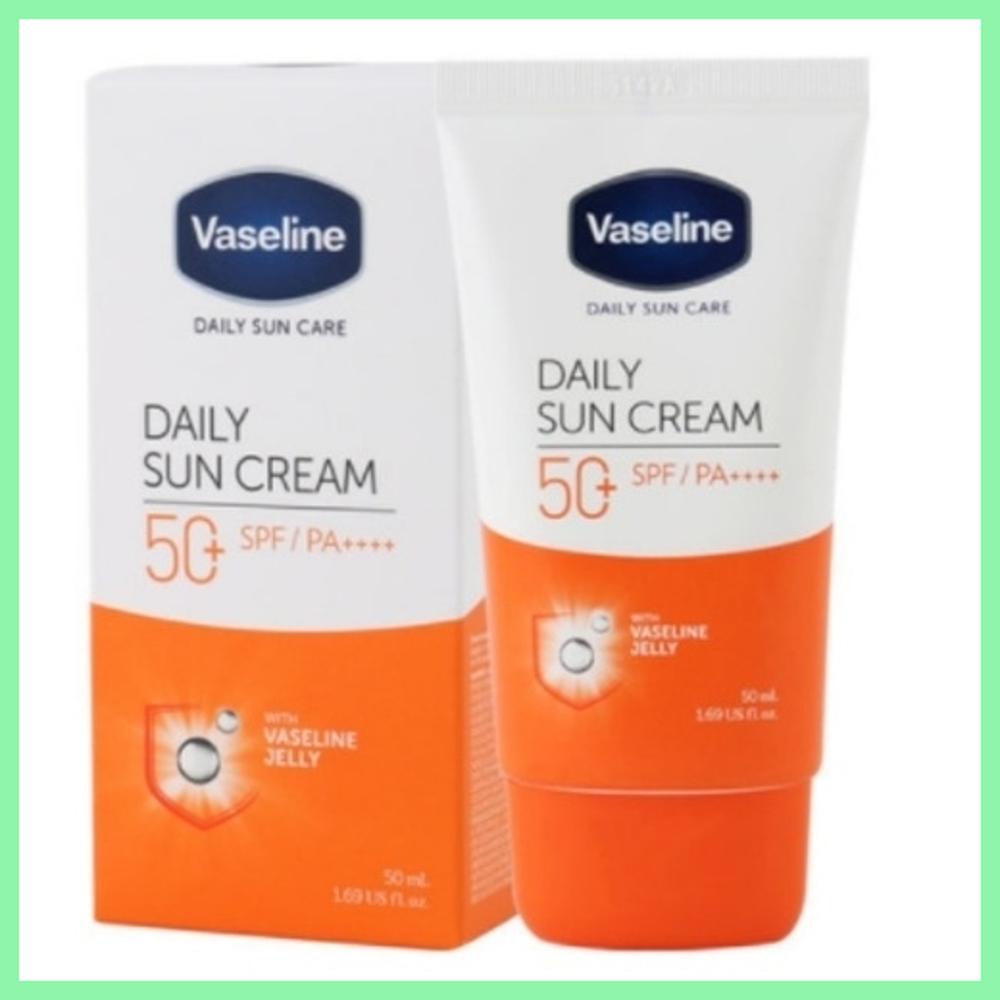 Vaseline
DAILY SUN CARE
DAILY
SUN CREAM
50+ SPF / PA++++
WITH
VASELINE
JELLY
50 ml.
1.69 US fl. oz.
Vaseline
DAILY SUN CARE
DAILY
SUN CREAM
50+ SPF / PA++++
WITH
VASELINE
JELLY
50 ml.
1.69 US fl. oz.